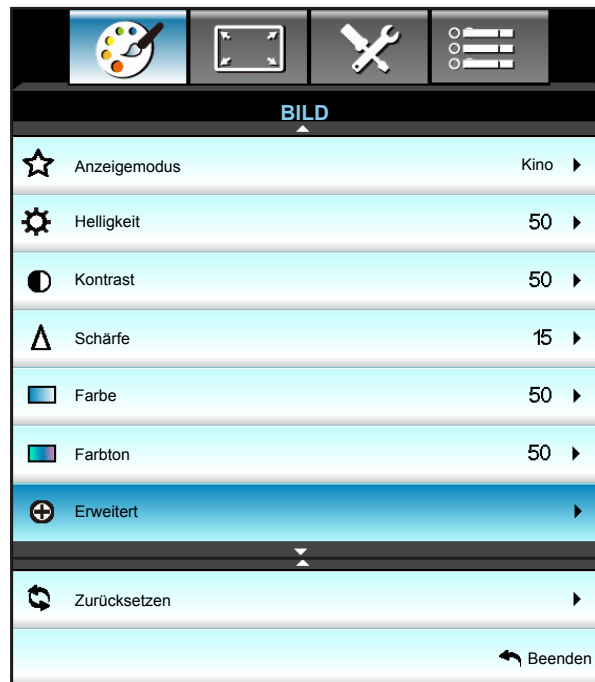 BILD
Anzeigemodus Kino
Helligkeit 50
Kontrast 50
Schärfe 15
Farbe 50
Farbton 50
Erweitert
Zurücksetzen
Beenden